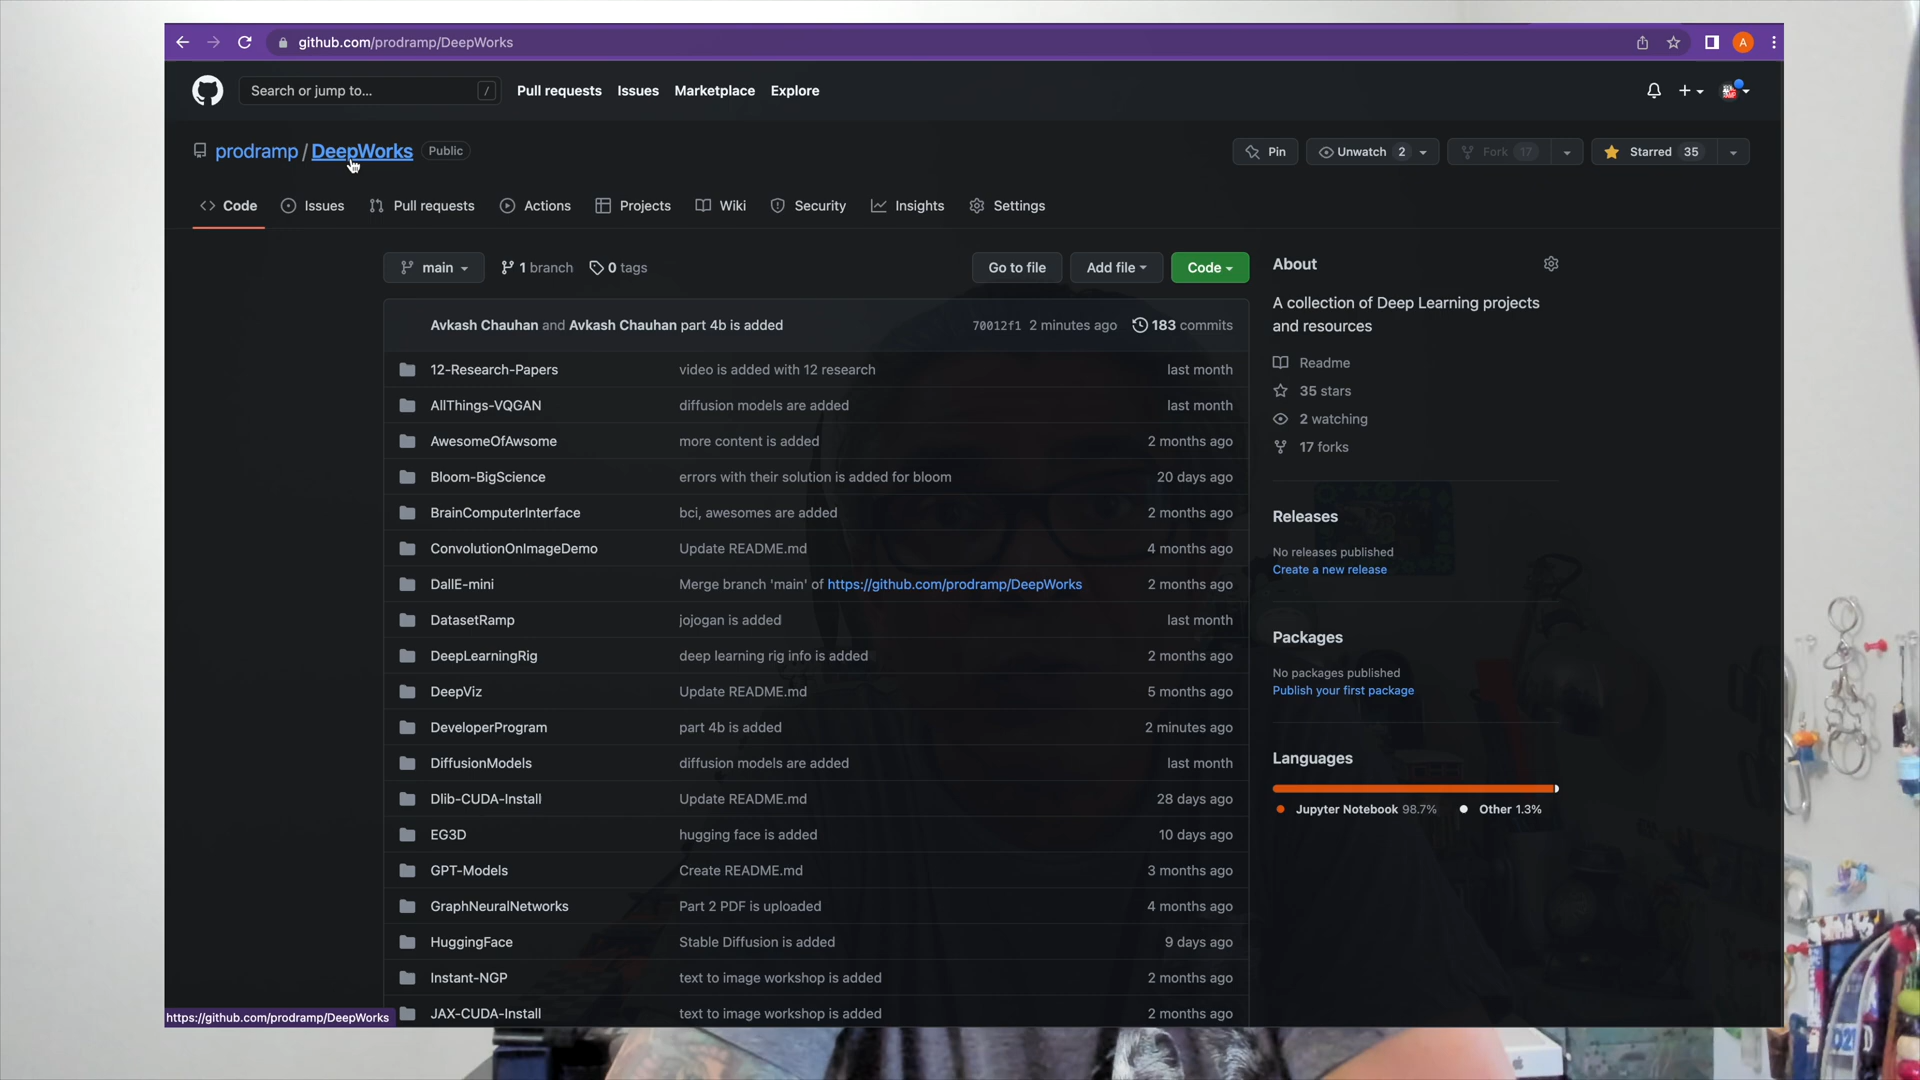 github.com/prodramp/DeepWorks
A
Search or jump to... /
Pull requests Issues Marketplace Explore
prodramp / DeepWorks Public
Pin Unwatch 2 Fork 17 Starred 35
Code Issues Pull requests Actions Projects Wiki Security Insights Settings
main 1 branch 0 tags Go to file Add file Code
Avkash Chauhan and Avkash Chauhan part 4b is added 70012f1 2 minutes ago 183 commits
12-Research-Papers video is added with 12 research last month
AllThings-VQGAN diffusion models are added last month
AwesomeOfAwsome more content is added 2 months ago
Bloom-BigScience errors with their solution is added for bloom 20 days ago
BrainComputerInterface bci, awesomes are added 2 months ago
ConvolutionOnImageDemo Update README.md 4 months ago
DallE-mini Merge branch 'main' of https://github.com/prodramp/DeepWorks 2 months ago
DatasetRamp jojogan is added last month
DeepLearningRig deep learning rig info is added 2 months ago
DeepViz Update README.md 5 months ago
DeveloperProgram part 4b is added 2 minutes ago
DiffusionModels diffusion models are added last month
Dlib-CUDA-Install Update README.md 28 days ago
EG3D hugging face is added 10 days ago
GPT-Models Create README.md 3 months ago
GraphNeuralNetworks Part 2 PDF is uploaded 4 months ago
HuggingFace Stable Diffusion is added 9 days ago
Instant-NGP text to image workshop is added 2 months ago
JAX-CUDA-Install text to image workshop is added 2 months ago
About
A collection of Deep Learning projects
and resources
Readme
35 stars
2 watching
17 forks
Releases
No releases published
Create a new release
Packages
No packages published
Publish your first package
Languages
Jupyter Notebook 98.7% Other 1.3%
https://github.com/prodramp/DeepWorks